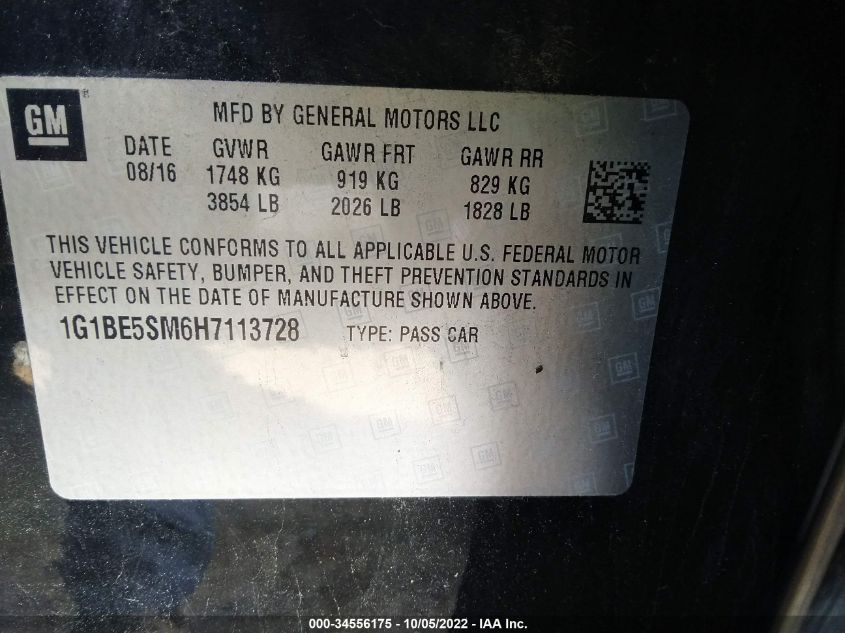 GM
MFD BY GENERAL MOTORS LLC
DATE GVWR GAWR FRT GAWR RR
08/16 1748 KG 919 KG 829 KG
3854 LB 2026 LB 1828 LB
THIS VEHICLE CONFORMS TO ALL APPLICABLE U.S. FEDERAL MOTOR
VEHICLE SAFETY, BUMPER, AND THEFT PREVENTION STANDARDS IN
EFFECT ON THE DATE OF MANUFACTURE SHOWN ABOVE.
1G1BE5SM6H7113728 TYPE: PASS CAR
000-34556175 - 10/05/2022 - IAA Inc.